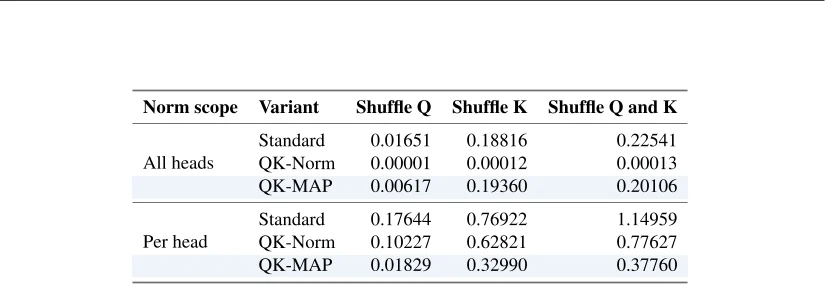 Norm scope Variant Shuffle Q Shuffle K Shuffle Q and K
Standard 0.01651 0.18816 0.22541
All heads QK-Norm 0.00001 0.00012 0.00013
QK-MAP 0.00617 0.19360 0.20106
Standard 0.17644 0.76922 1.14959
Per head QK-Norm 0.10227 0.62821 0.77627
QK-MAP 0.01829 0.32990 0.37760